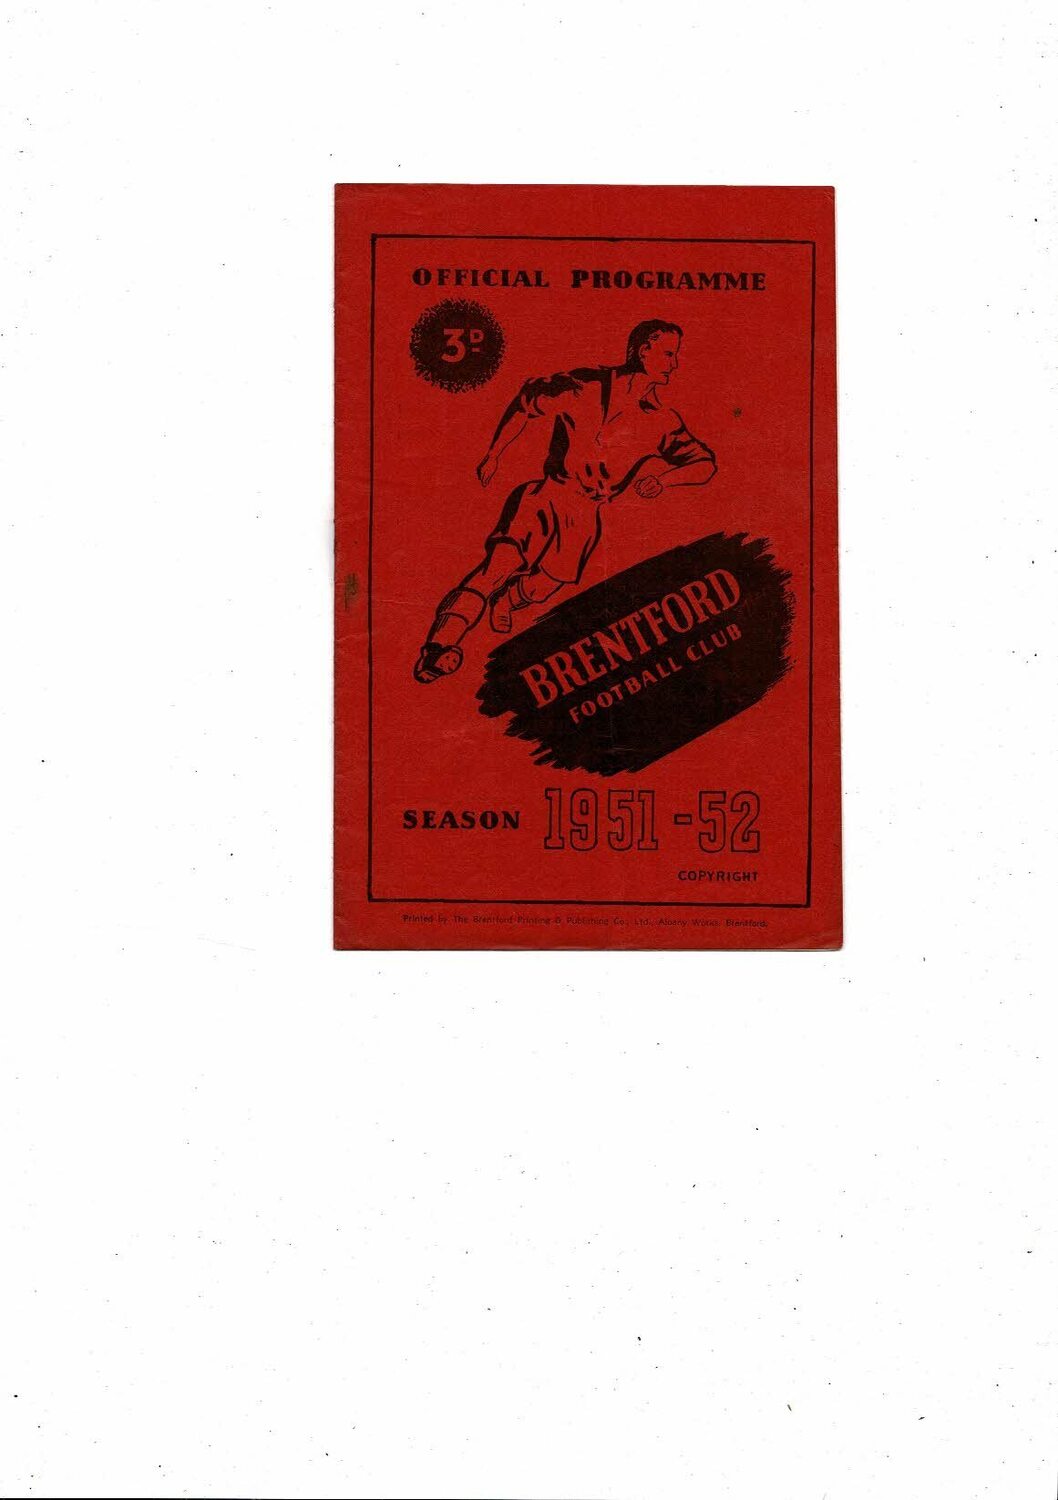 OFFICIAL PROGRAMME
3D
BRENTFORD
FOOTBALL CLUB
SEASON 1951-52
COPYRIGHT
Printed by The Brentford Printing & Publishing Co., Ltd., Albany Works, Brentford.